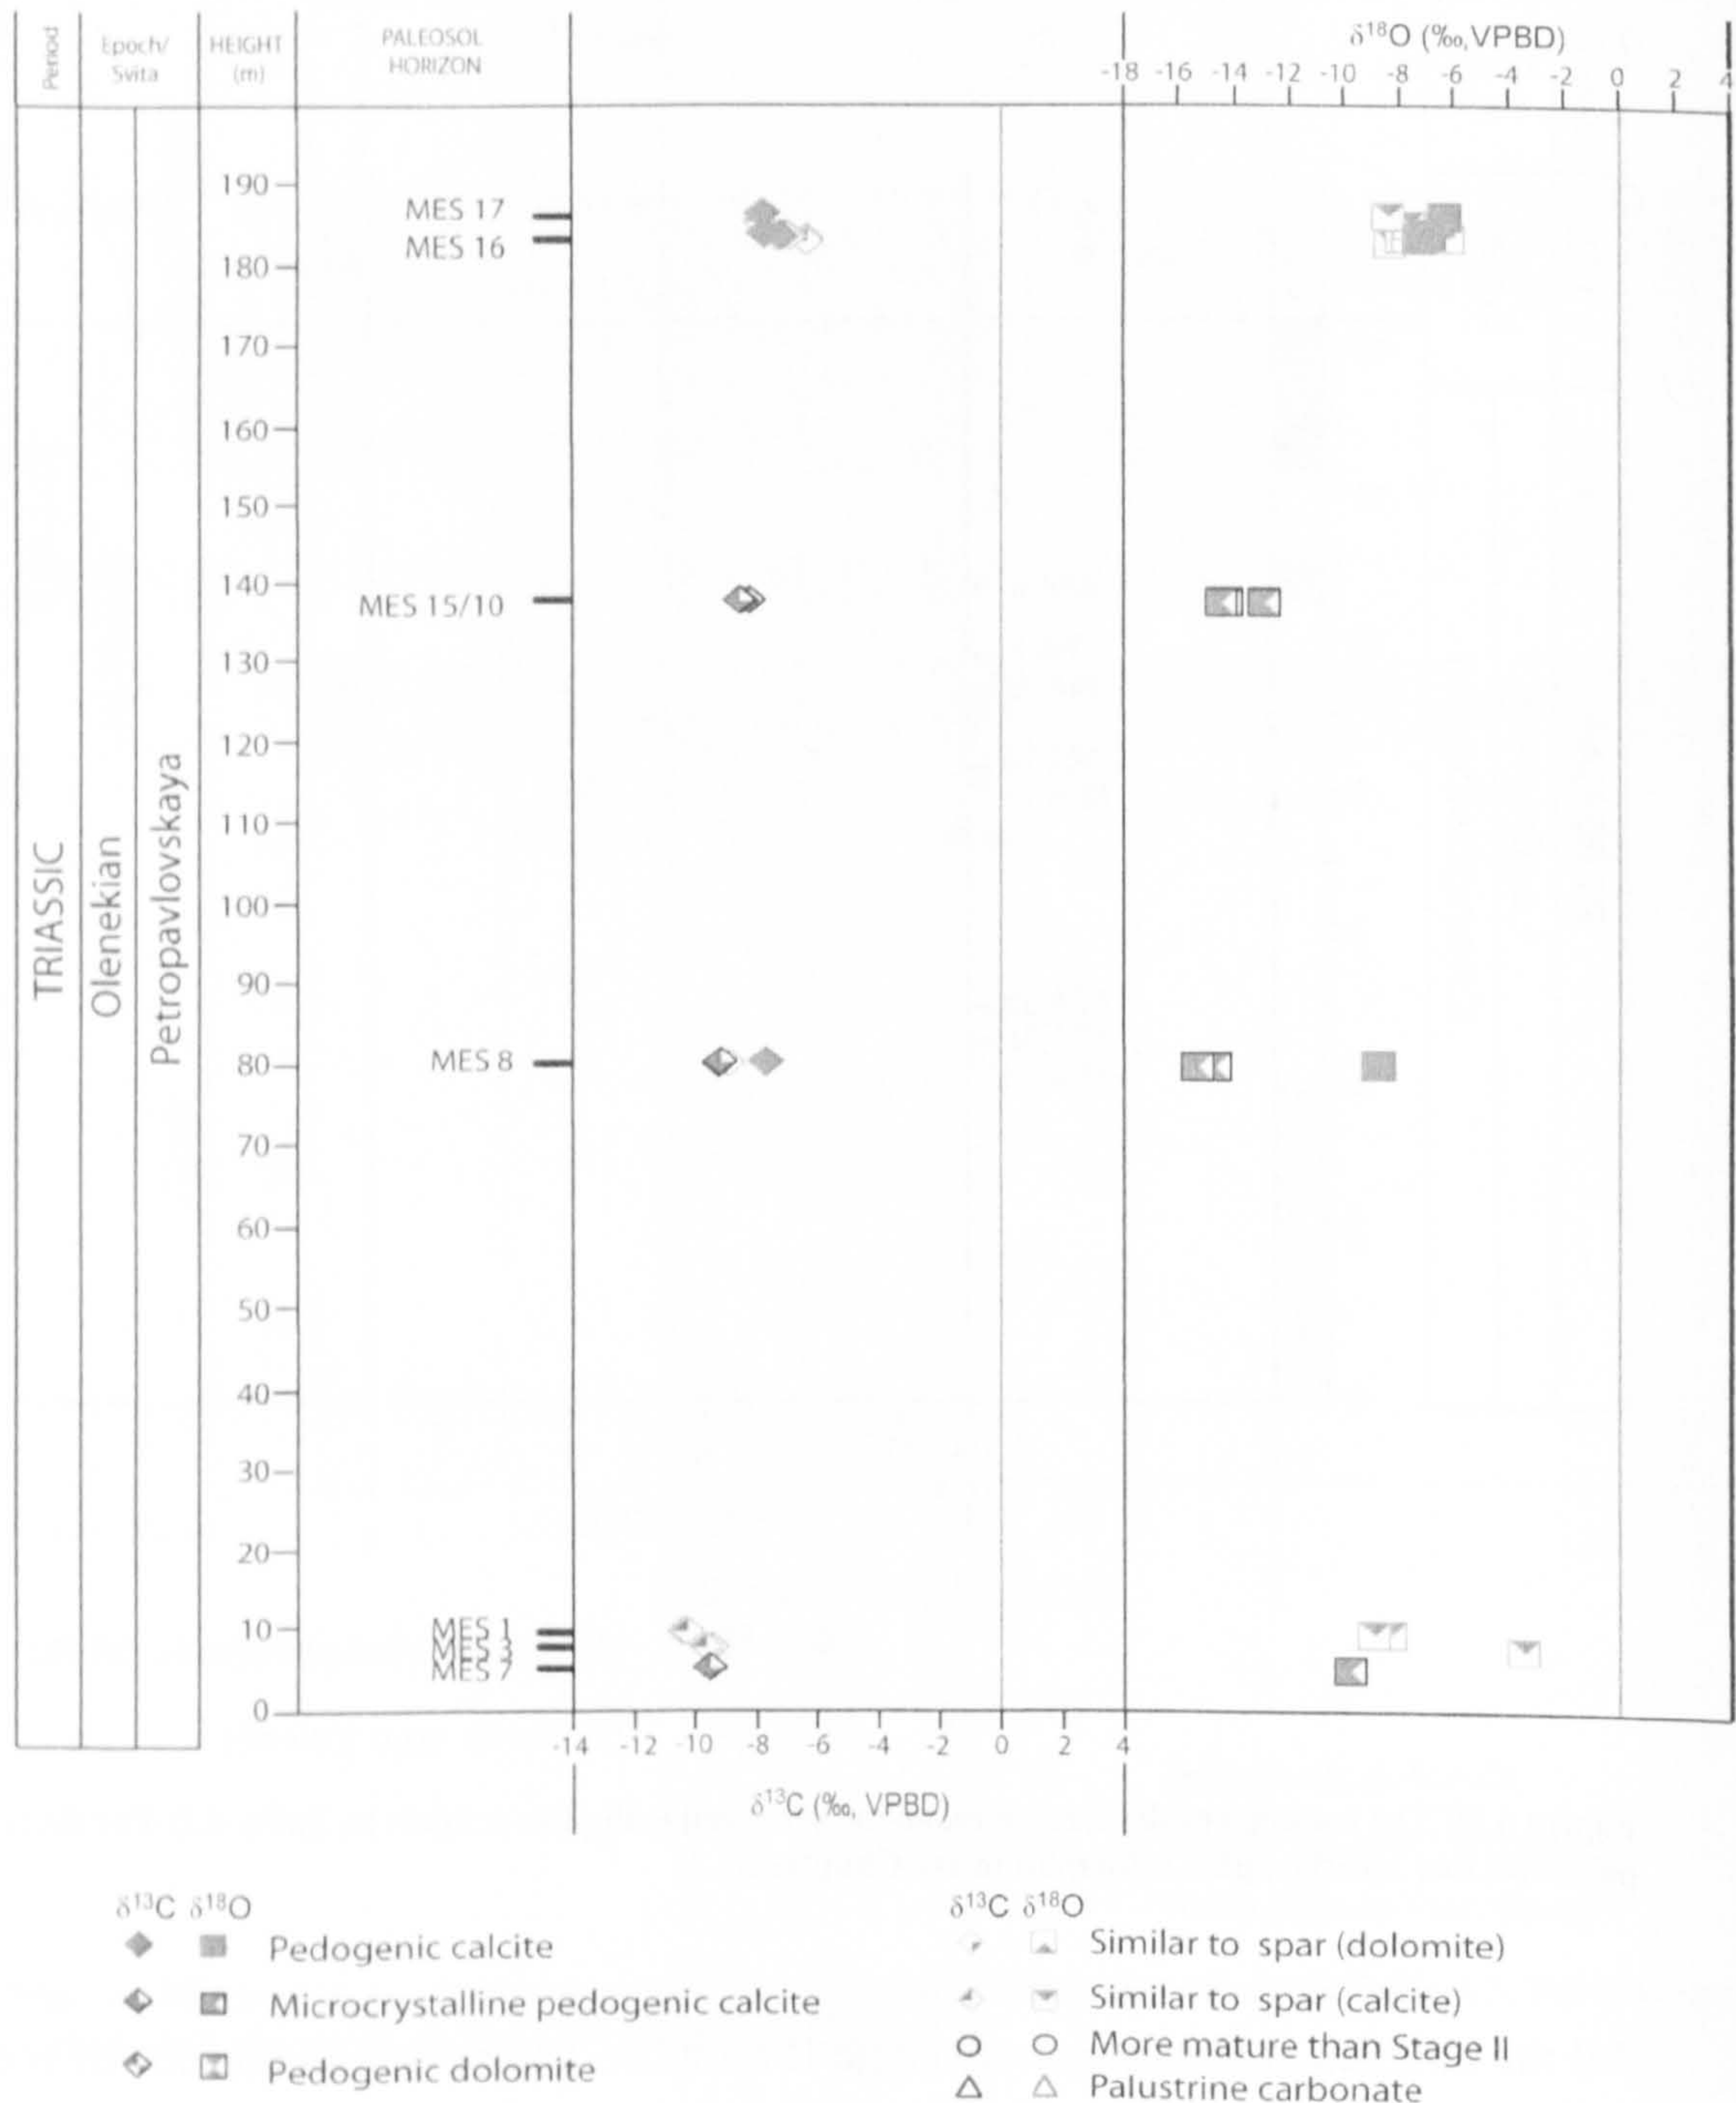 Period
Epoch/
Svita
HEIGHT
(m)
PALEOSOL
HORIZON
δ¹⁸O (‰, VPBD)
-18 -16 -14 -12 -10 -8 -6 -4 -2 0 2 4
TRIASSIC
Olenekian
Petropavlovskaya
190
180
170
160
150
140
130
120
110
100
90
80
70
60
50
40
30
20
10
0
MES 17
MES 16
MES 15/10
MES 8
MES 1
MES 3
MES 7
-14 -12 -10 -8 -6 -4 -2 0 2 4
δ¹³C (‰, VPBD)
δ¹³C δ¹⁸O
Pedogenic calcite
Microcrystalline pedogenic calcite
Pedogenic dolomite
δ¹³C δ¹⁸O
Similar to spar (dolomite)
Similar to spar (calcite)
More mature than Stage II
Palustrine carbonate